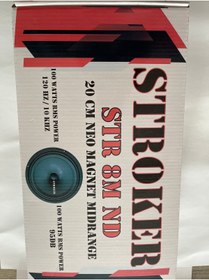 STROKER
STR 8M ND
20 CM NEO MAGNET MIDRANGE
100 WATTS RMS POWER
120 HZ/10 KHZ
100 WATTS RMS POWER
95DB